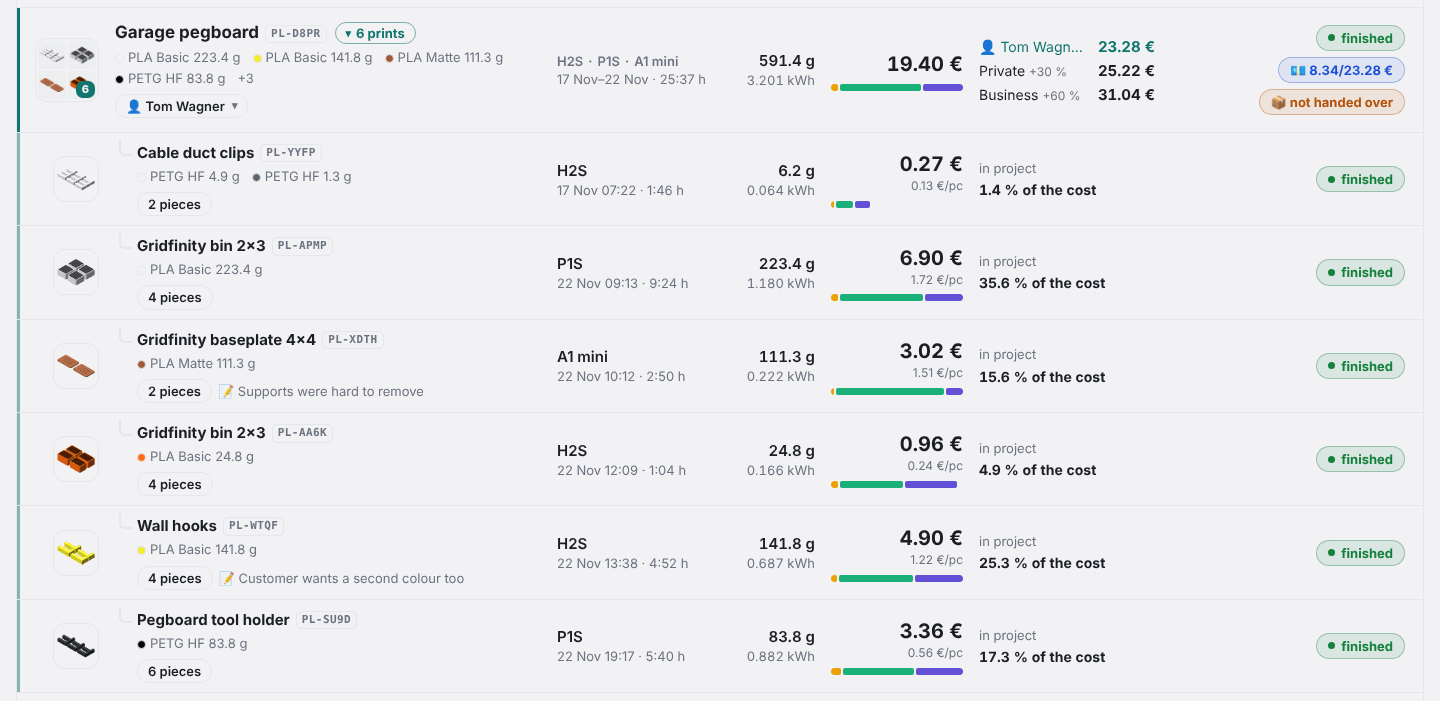 Garage pegboard PL-D8PR ▾ 6 prints
PLA Basic 223.4 g PLA Basic 141.8 g PLA Matte 111.3 g
PETG HF 83.8 g +3
6
👤 Tom Wagner ▾
H2S · P1S · A1 mini
17 Nov–22 Nov · 25:37 h
591.4 g
3.201 kWh
19.40 €
👤 Tom Wagn... 23.28 €
Private +30 % 25.22 €
Business +60 % 31.04 €
finished
💶 8.34/23.28 €
📦 not handed over
Cable duct clips PL-YYFP
PETG HF 4.9 g PETG HF 1.3 g
2 pieces
H2S
17 Nov 07:22 · 1:46 h
6.2 g
0.064 kWh
0.27 €
0.13 €/pc
in project
1.4 % of the cost
finished
Gridfinity bin 2×3 PL-APMP
PLA Basic 223.4 g
4 pieces
P1S
22 Nov 09:13 · 9:24 h
223.4 g
1.180 kWh
6.90 €
1.72 €/pc
in project
35.6 % of the cost
finished
Gridfinity baseplate 4×4 PL-XDTH
PLA Matte 111.3 g
2 pieces 📝 Supports were hard to remove
A1 mini
22 Nov 10:12 · 2:50 h
111.3 g
0.222 kWh
3.02 €
1.51 €/pc
in project
15.6 % of the cost
finished
Gridfinity bin 2×3 PL-AA6K
PLA Basic 24.8 g
4 pieces
H2S
22 Nov 12:09 · 1:04 h
24.8 g
0.166 kWh
0.96 €
0.24 €/pc
in project
4.9 % of the cost
finished
Wall hooks PL-WTQF
PLA Basic 141.8 g
4 pieces 📝 Customer wants a second colour too
H2S
22 Nov 13:38 · 4:52 h
141.8 g
0.687 kWh
4.90 €
1.22 €/pc
in project
25.3 % of the cost
finished
Pegboard tool holder PL-SU9D
PETG HF 83.8 g
6 pieces
P1S
22 Nov 19:17 · 5:40 h
83.8 g
0.882 kWh
3.36 €
0.56 €/pc
in project
17.3 % of the cost
finished